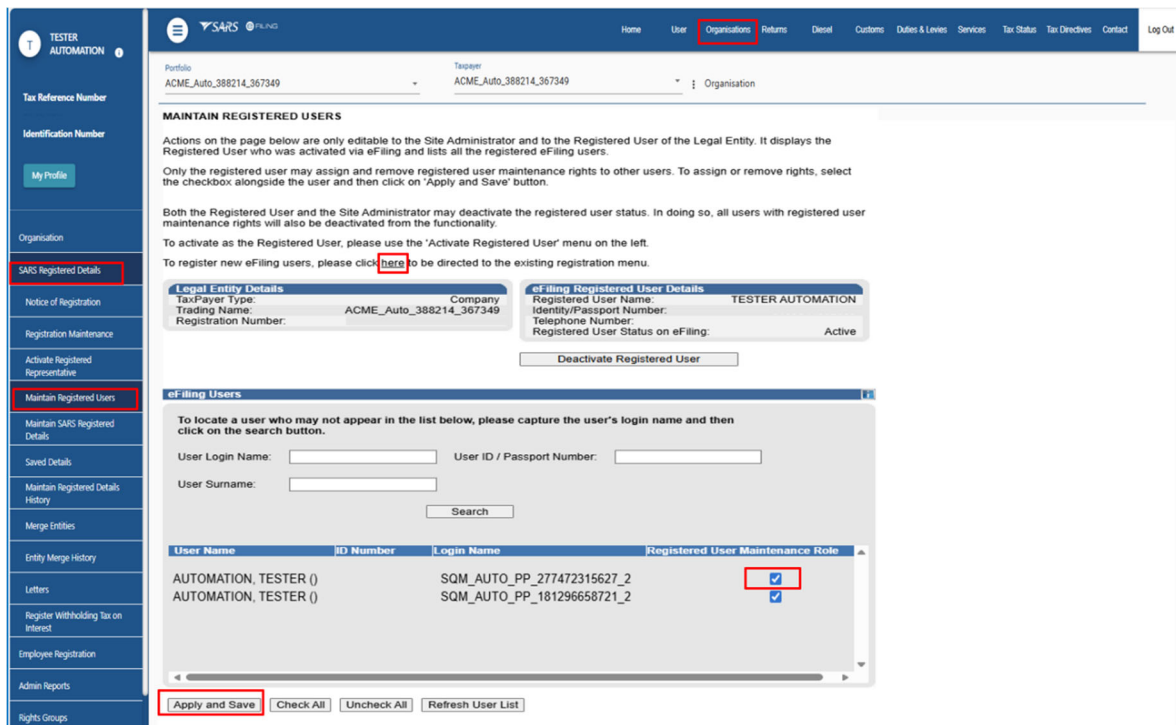 TESTER
AUTOMATION
T
i
Tax Reference Number
Identification Number
My Profile
Organisation
SARS Registered Details
Notice of Registration
Registration Maintenance
Activate Registered
Representative
Maintain Registered Users
Maintain SARS Registered
Details
Saved Details
Maintain Registered Details
History
Merge Entities
Entity Merge History
Letters
Register Withholding Tax on
Interest
Employee Registration
Admin Reports
Rights Groups
SARS eFILING
Home User Organisations Returns Diesel Customs Duties & Levies Services Tax Status Tax Directives Contact Log Out
Portfolio
ACME_Auto_388214_367349
Taxpayer
ACME_Auto_388214_367349
Organisation
MAINTAIN REGISTERED USERS
Actions on the page below are only editable to the Site Administrator and to the Registered User of the Legal Entity. It displays the
Registered User who was activated via eFiling and lists all the registered eFiling users.
Only the registered user may assign and remove registered user maintenance rights to other users. To assign or remove rights, select
the checkbox alongside the user and then click on 'Apply and Save' button.
Both the Registered User and the Site Administrator may deactivate the registered user status. In doing so, all users with registered user
maintenance rights will also be deactivated from the functionality.
To activate as the Registered User, please use the 'Activate Registered User' menu on the left.
To register new eFiling users, please click here to be directed to the existing registration menu.
Legal Entity Details
TaxPayer Type: Company
Trading Name: ACME_Auto_388214_367349
Registration Number:
eFiling Registered User Details
Registered User Name: TESTER AUTOMATION
Identity/Passport Number:
Telephone Number:
Registered User Status on eFiling: Active
Deactivate Registered User
eFiling Users
To locate a user who may not appear in the list below, please capture the user's login name and then
click on the search button.
User Login Name: User ID / Passport Number:
User Surname:
Search
User Name ID Number Login Name Registered User Maintenance Role
AUTOMATION, TESTER () SQM_AUTO_PP_277472315627_2
AUTOMATION, TESTER () SQM_AUTO_PP_181296658721_2
Apply and Save Check All Uncheck All Refresh User List